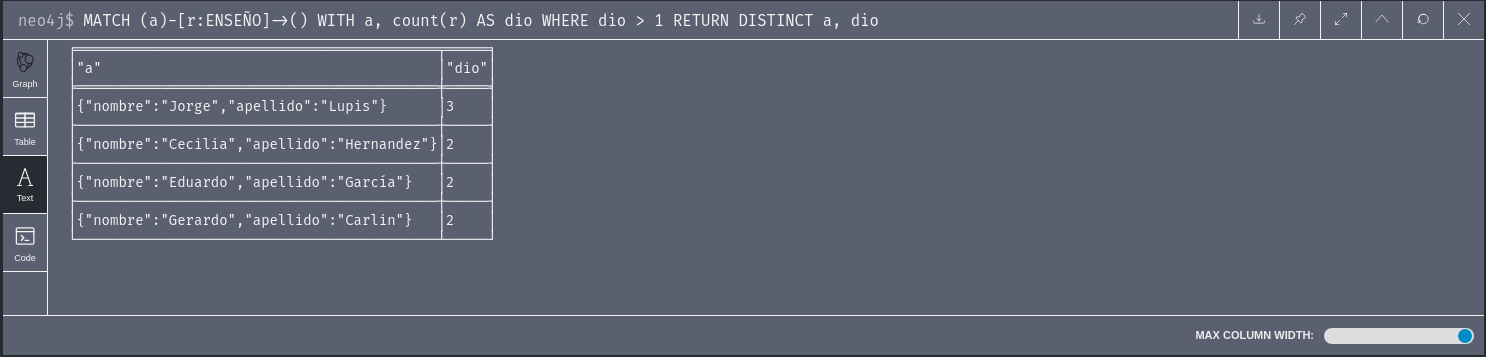 neo4j$ MATCH (a)-[r:ENSEÑO]→() WITH a, count(r) AS dio WHERE dio > 1 RETURN DISTINCT a, dio
Graph
Table
Text
Code
"a" "dio"
{"nombre":"Jorge","apellido":"Lupis"} 3
{"nombre":"Cecilia","apellido":"Hernandez"} 2
{"nombre":"Eduardo","apellido":"García"} 2
{"nombre":"Gerardo","apellido":"Carlin"} 2
MAX COLUMN WIDTH: